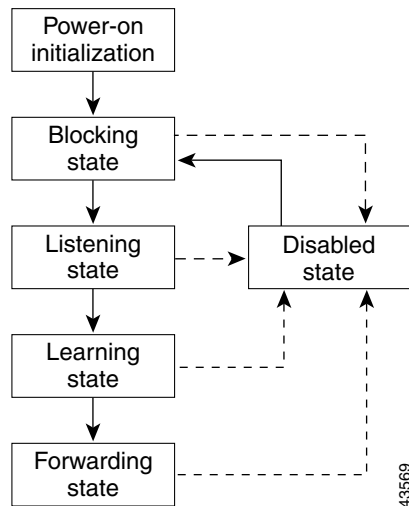 Power-on
initialization
Blocking
state
Listening
state
Disabled
state
Learning
state
Forwarding
state
43569